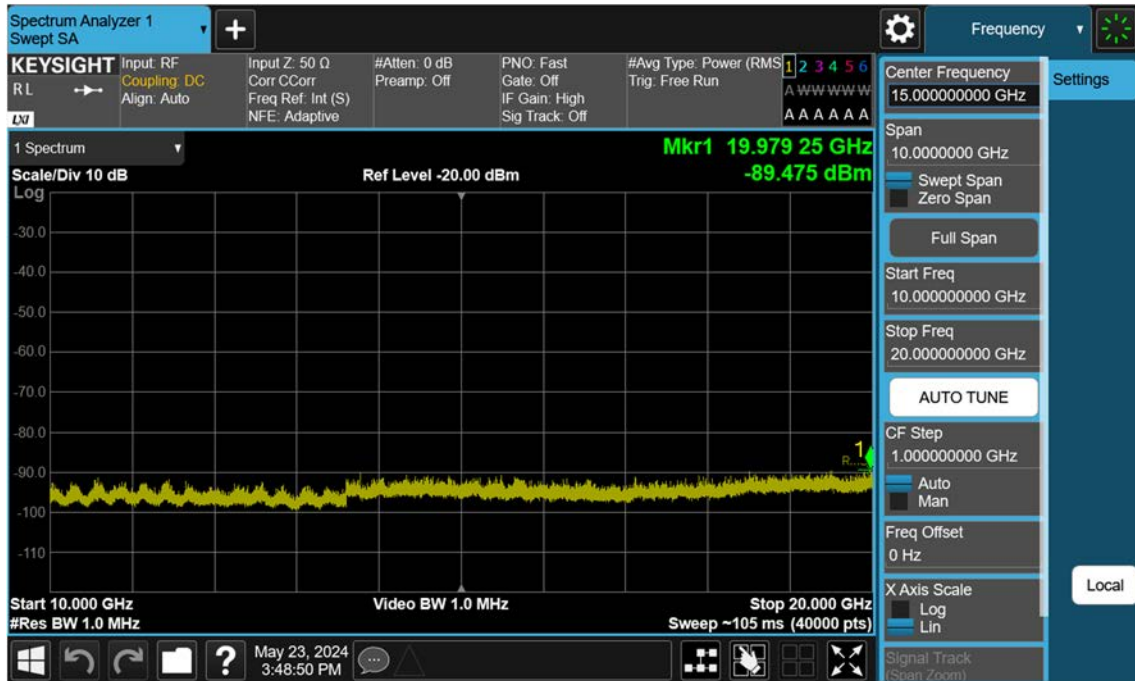 Spectrum Analyzer 1
Swept SA
Frequency
KEYSIGHT
R L
LXI
Input: RF
Coupling: DC
Align: Auto
Input Z: 50 Ω
Corr CCorr
Freq Ref: Int (S)
NFE: Adaptive
#Atten: 0 dB
Preamp: Off
PNO: Fast
Gate: Off
IF Gain: High
Sig Track: Off
#Avg Type: Power (RMS
Trig: Free Run
1 2 3 4 5 6
A W W W W W
A A A A A A
1 Spectrum
Scale/Div 10 dB
Ref Level -20.00 dBm
Mkr1 19.979 25 GHz
-89.475 dBm
Log
-30.0
-40.0
-50.0
-60.0
-70.0
-80.0
-90.0
-100
-110
1
Start 10.000 GHz
#Res BW 1.0 MHz
Video BW 1.0 MHz
Stop 20.000 GHz
Sweep ~105 ms (40000 pts)
Center Frequency
15.000000000 GHz
Span
10.0000000 GHz
Swept Span
Zero Span
Full Span
Start Freq
10.000000000 GHz
Stop Freq
20.000000000 GHz
AUTO TUNE
CF Step
1.000000000 GHz
Auto
Man
Freq Offset
0 Hz
X Axis Scale
Log
Lin
Signal Track
(Span Zoom)
Settings
Local
?
May 23, 2024
3:48:50 PM